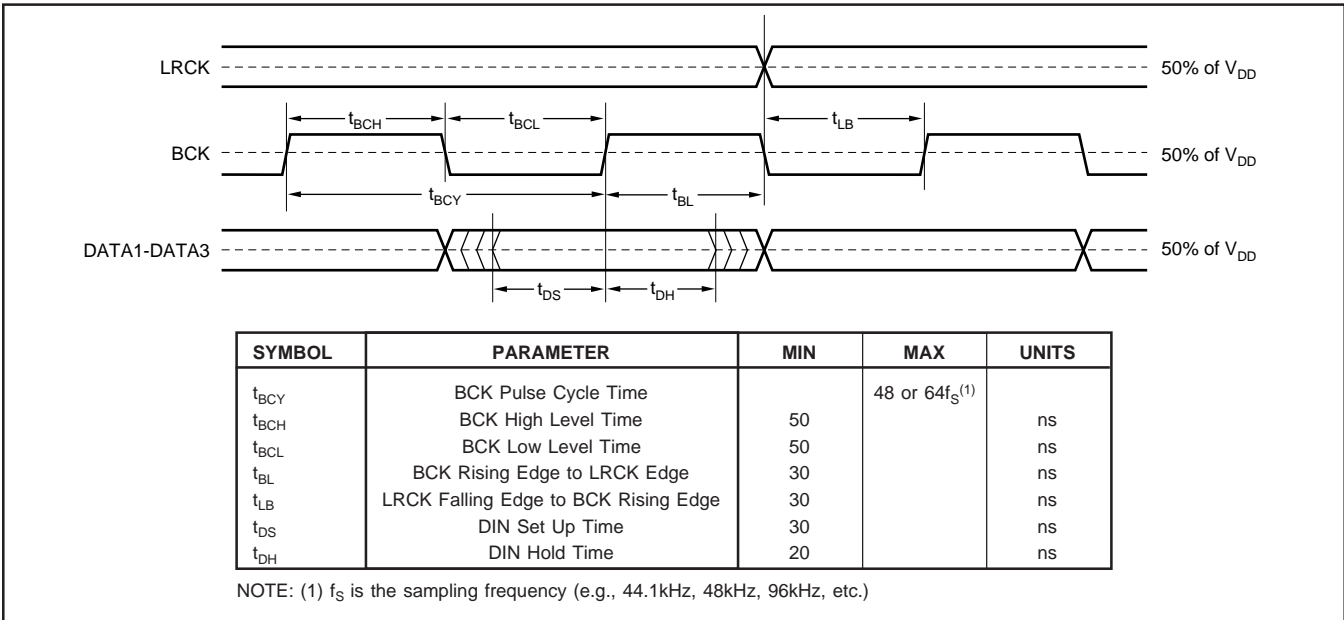 LRCK
50% of VDD
tBCH
tBCL
tLB
BCK
50% of VDD
tBCY
tBL
DATA1-DATA3
50% of VDD
tDS
tDH
SYMBOL PARAMETER MIN MAX UNITS
tBCY BCK Pulse Cycle Time 48 or 64fS(1)
tBCH BCK High Level Time 50 ns
tBCL BCK Low Level Time 50 ns
tBL BCK Rising Edge to LRCK Edge 30 ns
tLB LRCK Falling Edge to BCK Rising Edge 30 ns
tDS DIN Set Up Time 30 ns
tDH DIN Hold Time 20 ns
NOTE: (1) fS is the sampling frequency (e.g., 44.1kHz, 48kHz, 96kHz, etc.)